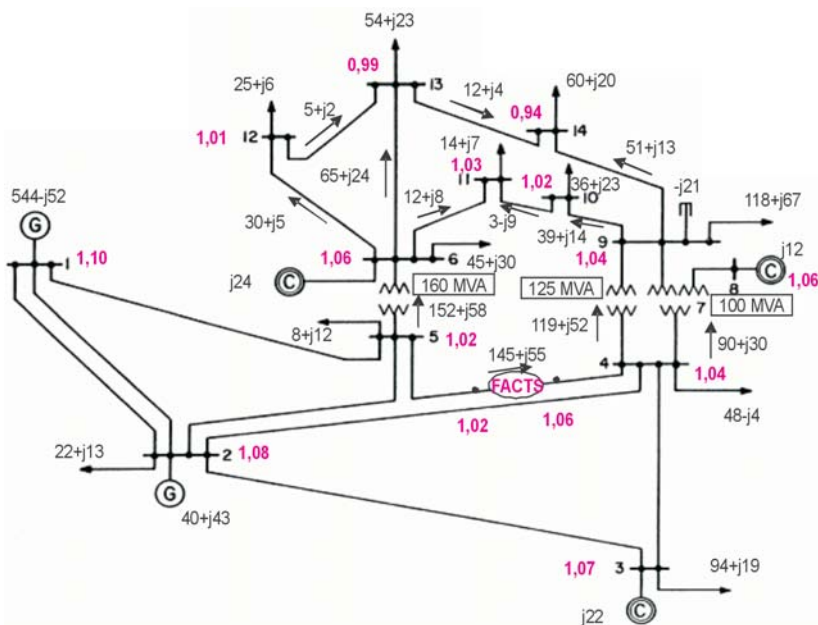 54+j23
0,99
13
12+j4
60+j20
25+j6
5+j2
0,94
14
1,01
12
14+j7
51+j13
65+j24
1,03
11
1,02
36+j23
10
-j21
118+j67
544-j52
G
30+j5
12+j8
3-j9
39+j14
9
1,04
j12
C
8
1,06
1
1,10
1,06
6
45+j30
j24
C
160 MVA
125 MVA
7
100 MVA
152+j58
119+j52
90+j30
8+j12
5
1,02
145+j55
FACTS
4
1,04
1,02
1,06
48-j4
22+j13
2
1,08
G
40+j43
1,07
3
94+j19
j22
C